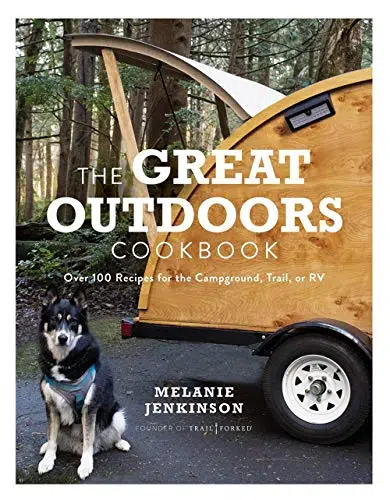 THE GREAT
OUTDOORS
COOKBOOK
Over 100 Recipes for the Campground, Trail, or RV
MELANIE
JENKINSON
FOUNDER OF TRAIL FORKED